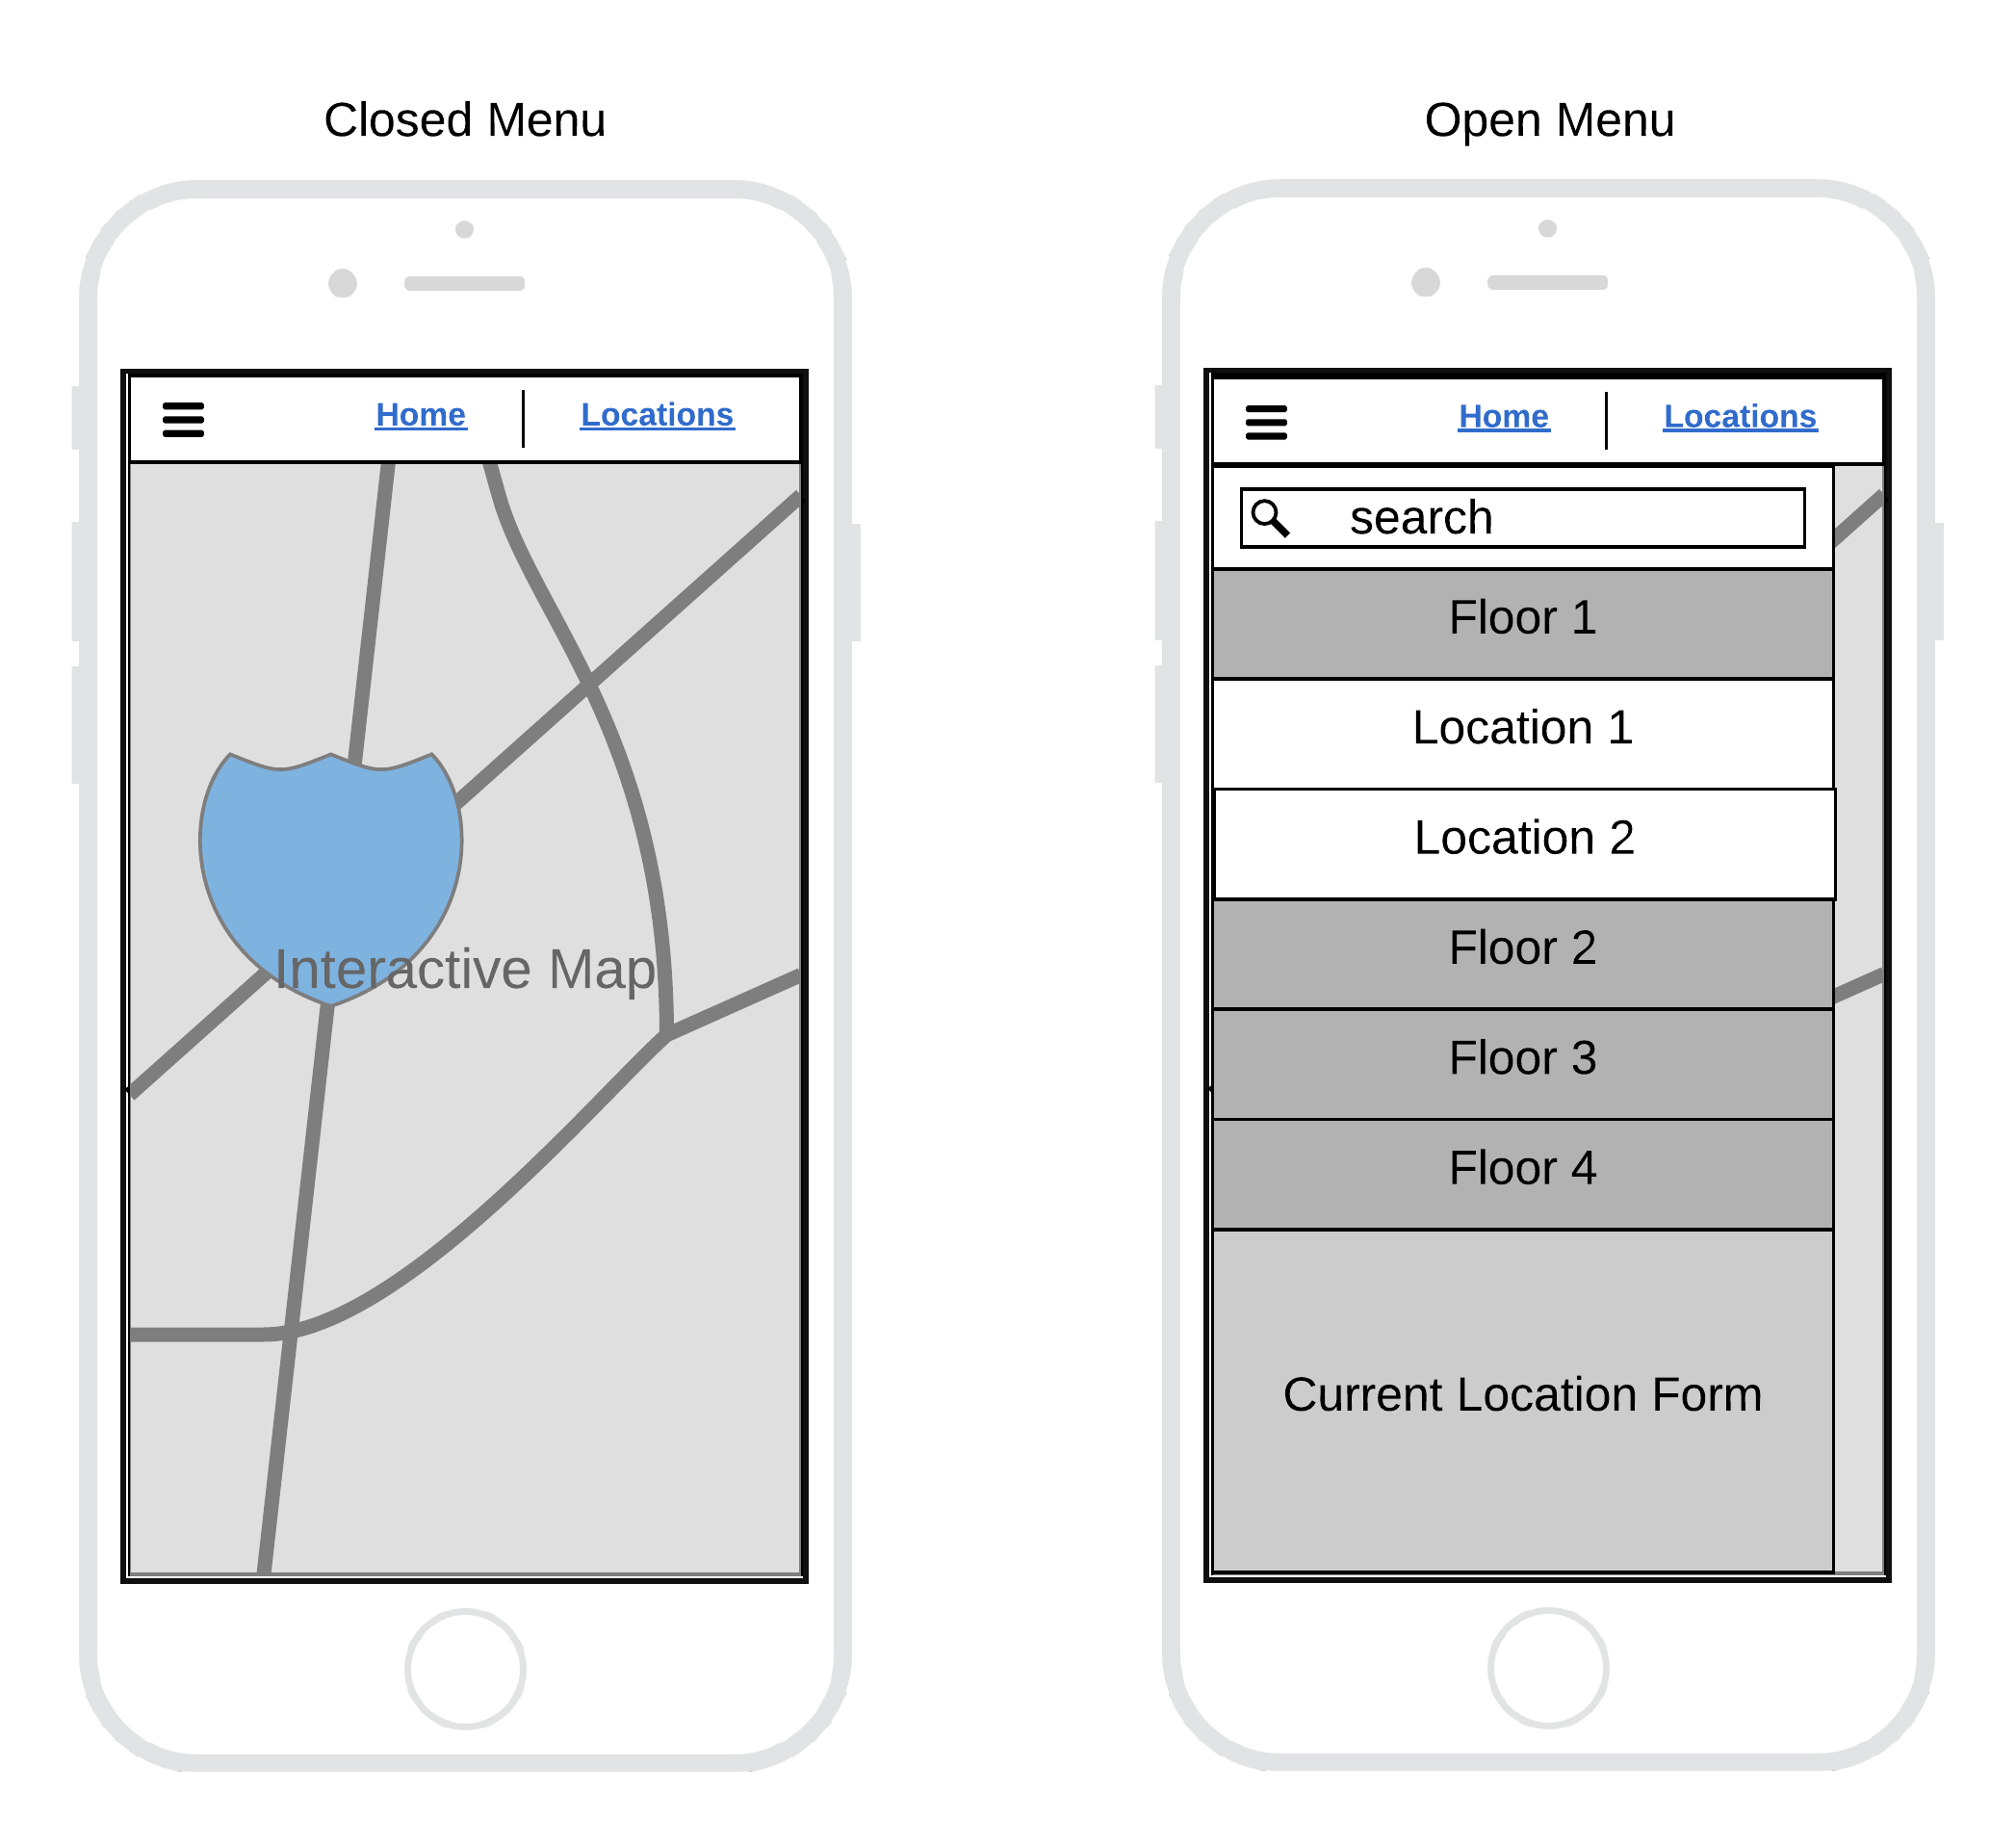 Closed Menu
Home
Locations
Interactive Map
Open Menu
Home
Locations
search
Floor 1
Location 1
Location 2
Floor 2
Floor 3
Floor 4
Current Location Form